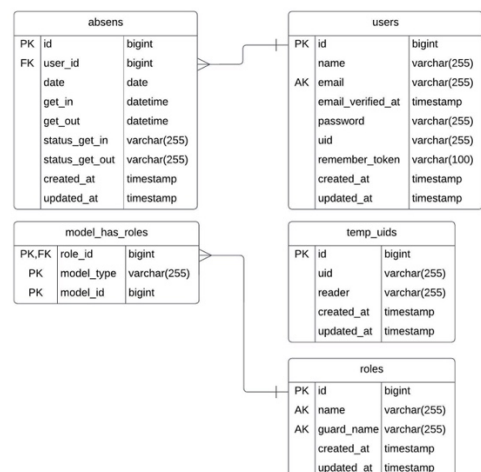 absens
PK id bigint
FK user_id bigint
date date
get_in datetime
get_out datetime
status_get_in varchar(255)
status_get_out varchar(255)
created_at timestamp
updated_at timestamp
users
PK id bigint
name varchar(255)
AK email varchar(255)
email_verified_at timestamp
password varchar(255)
uid varchar(255)
remember_token varchar(100)
created_at timestamp
updated_at timestamp
model_has_roles
PK,FK role_id bigint
PK model_type varchar(255)
PK model_id bigint
temp_uids
PK id bigint
uid varchar(255)
reader varchar(255)
created_at timestamp
updated_at timestamp
roles
PK id bigint
AK name varchar(255)
AK guard_name varchar(255)
created_at timestamp
updated_at timestamp